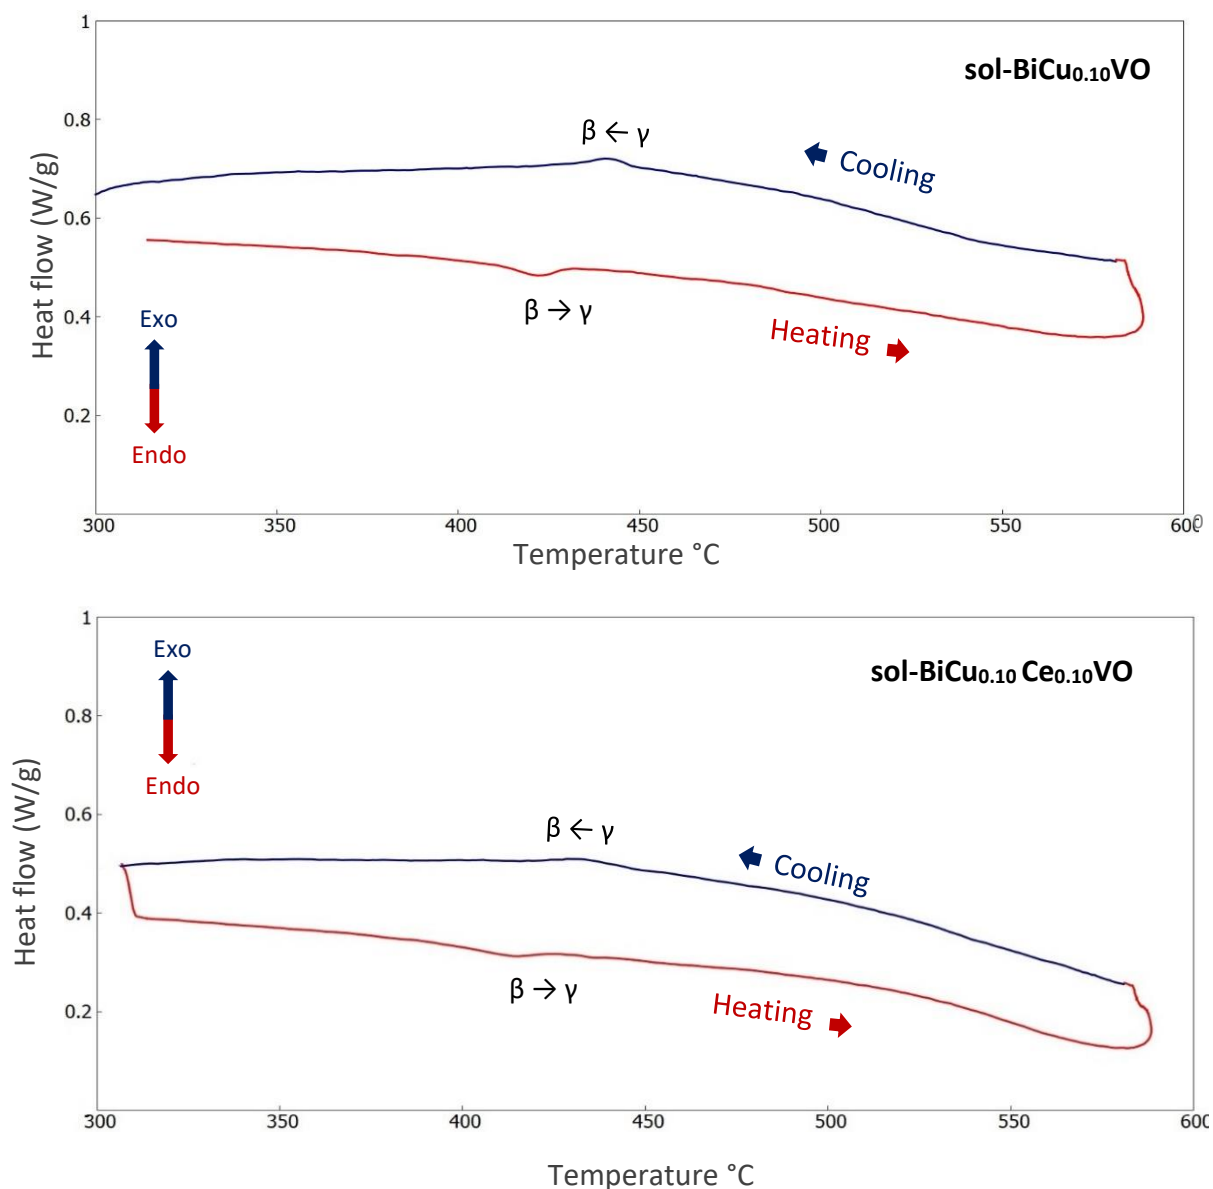 1
sol-BiCu0.10VO
0.8
β ← γ
Cooling
Heat flow (W/g)
0.6
β → γ
0.4
Exo
Heating
0.2
Endo
300 350 400 450 500 550 600
Temperature °C
1
Exo
sol-BiCu0.10 Ce0.10VO
0.8
Endo
Heat flow (W/g)
0.6
β ← γ
Cooling
0.4
β → γ
Heating
0.2
300 350 400 450 500 550 600
Temperature °C